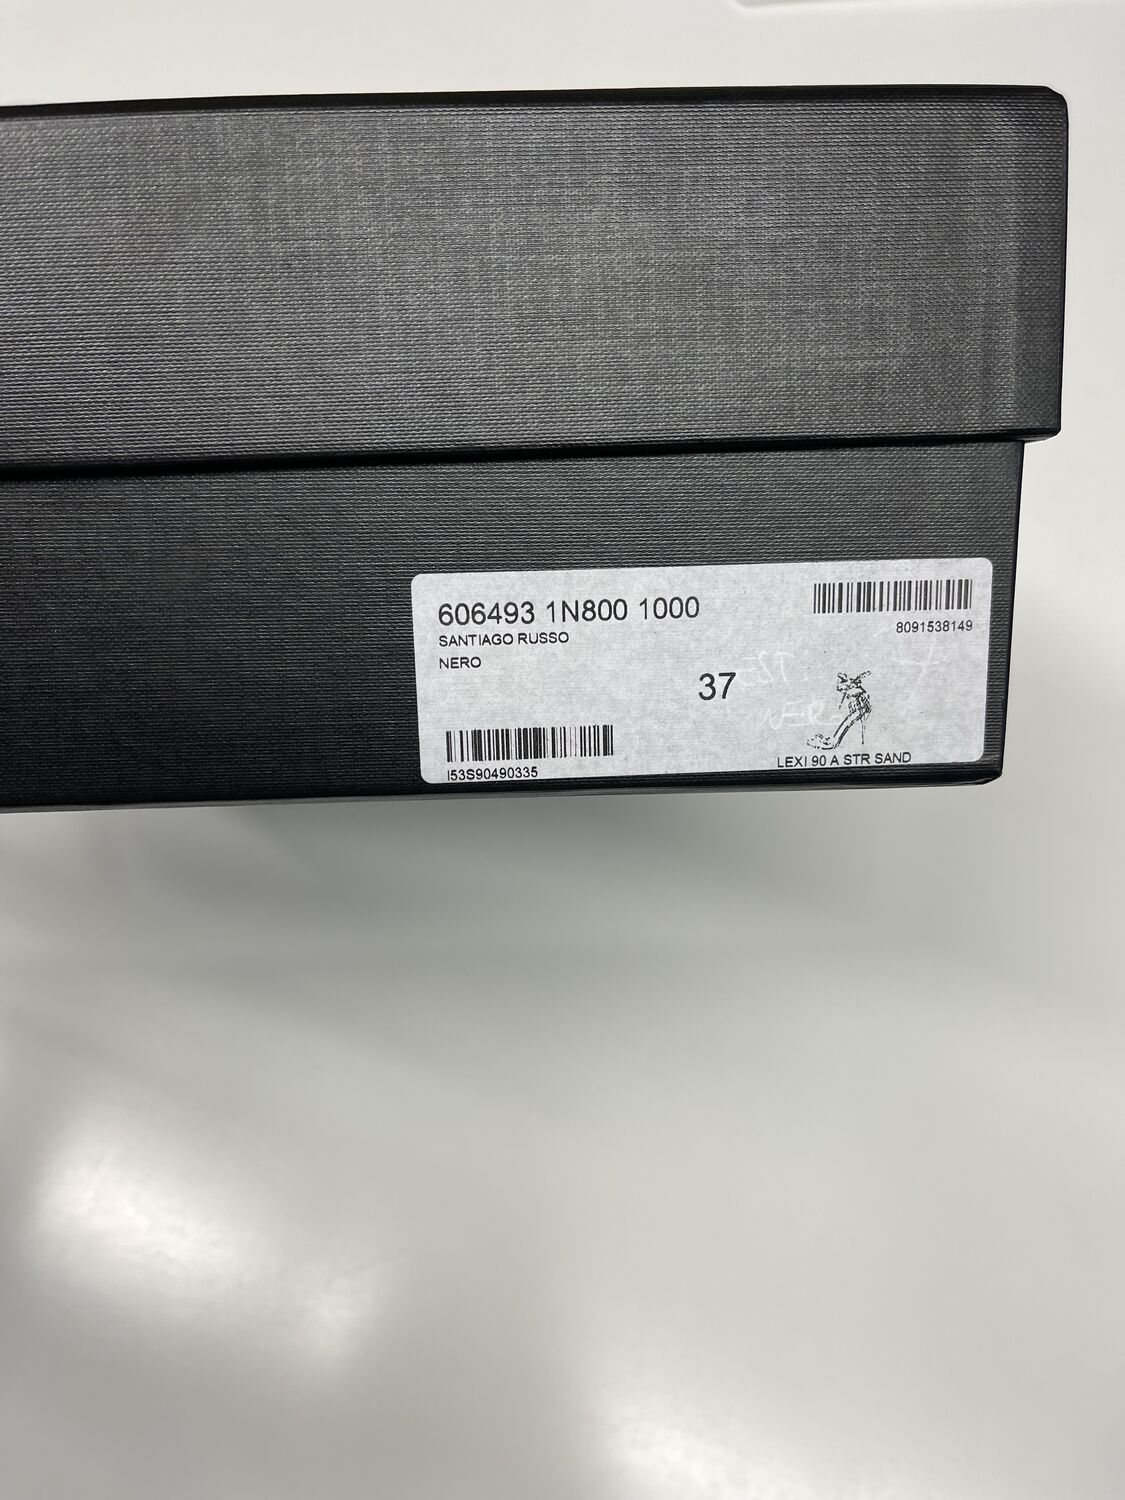 606493 1N800 1000
SANTIAGO RUSSO
NERO
8091538149
37
I53S90490335
LEXI 90 A STR SAND